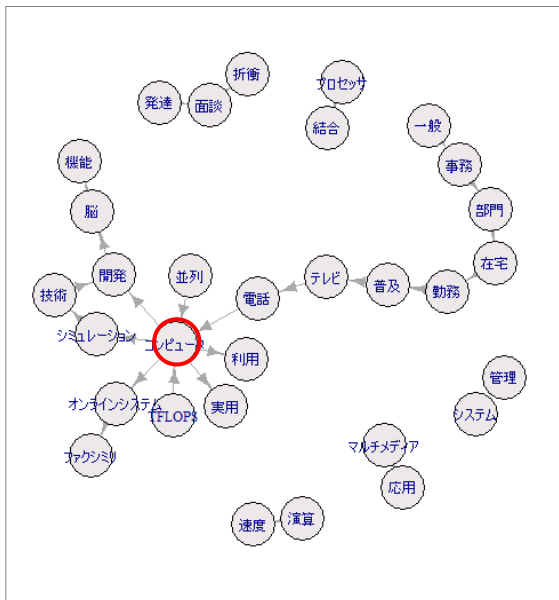 折衝
プロセッサ
発達
面談
結合
一般
機能
事務
脳
部門
開発
並列
テレビ
在宅
技術
電話
普及
勤務
シミュレーション
コンピュータ
利用
管理
オンラインシステム
TFLOPS
実用
システム
ファクシミリ
マルチメディア
応用
速度
演算